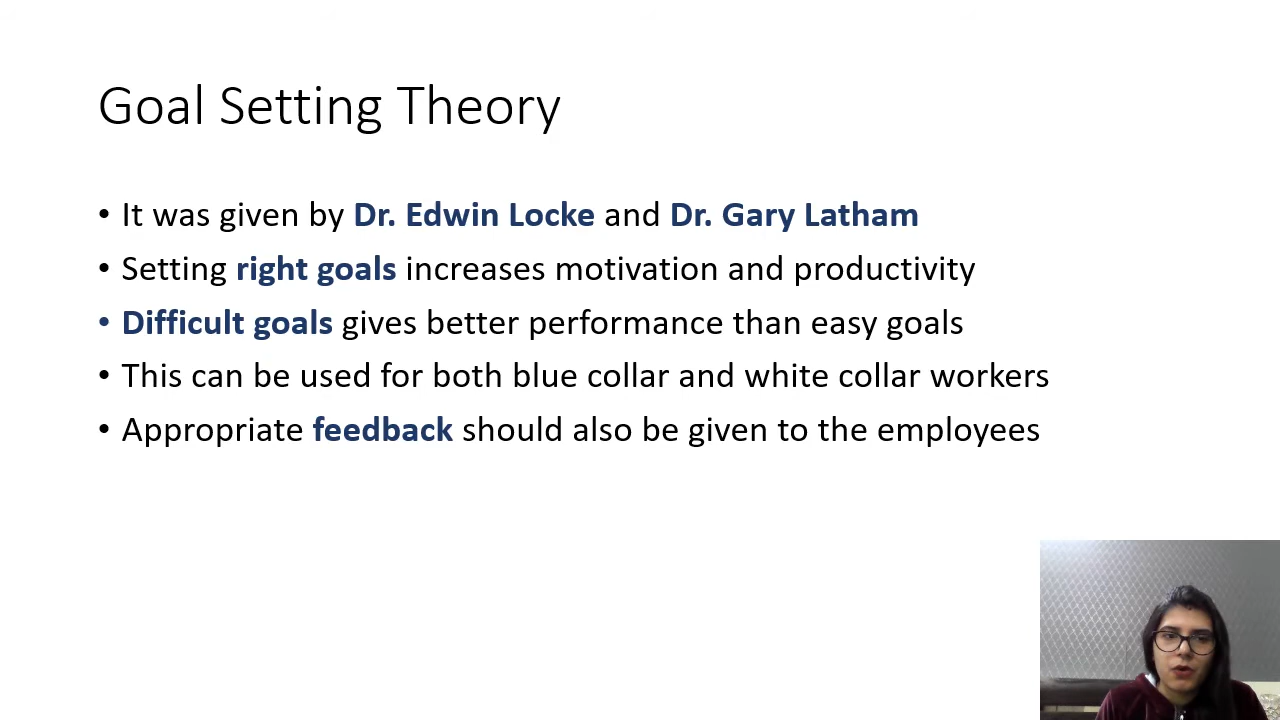 Goal Setting Theory
• It was given by Dr. Edwin Locke and Dr. Gary Latham
• Setting right goals increases motivation and productivity
• Difficult goals gives better performance than easy goals
• This can be used for both blue collar and white collar workers
• Appropriate feedback should also be given to the employees